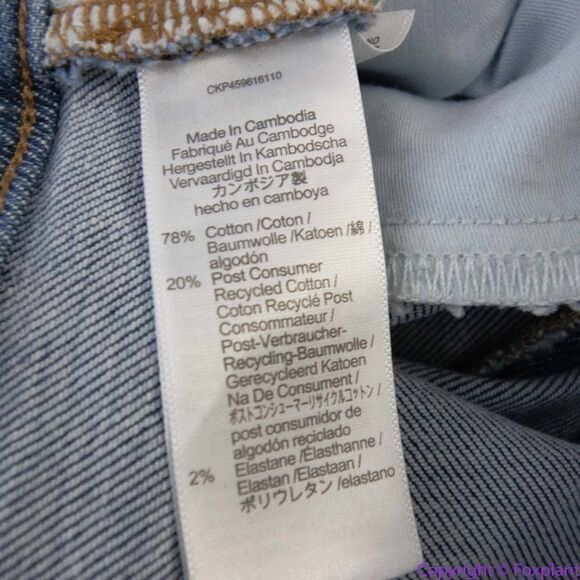 CKP459616110
Made In Cambodia
Fabriqué Au Cambodge
Hergestellt In Kambodscha
Vervaardigd In Cambodja
カンボジア製
hecho en camboya
78% Cotton /Coton /
Baumwolle /Katoen /綿 /
algodón
20% Post Consumer
Recycled Cotton /
Coton Recyclé Post
Consommateur /
Post-Verbraucher-
Recycling-Baumwolle /
Gerecycleerd Katoen
Na De Consument /
ポストコンシューマーリサイクルコットン /
post consumidor de
algodón reciclado
2% Elastane /Élasthanne /
Elastan /Elastaan /
ポリウレタン /elastano
Copyright © Foxplant